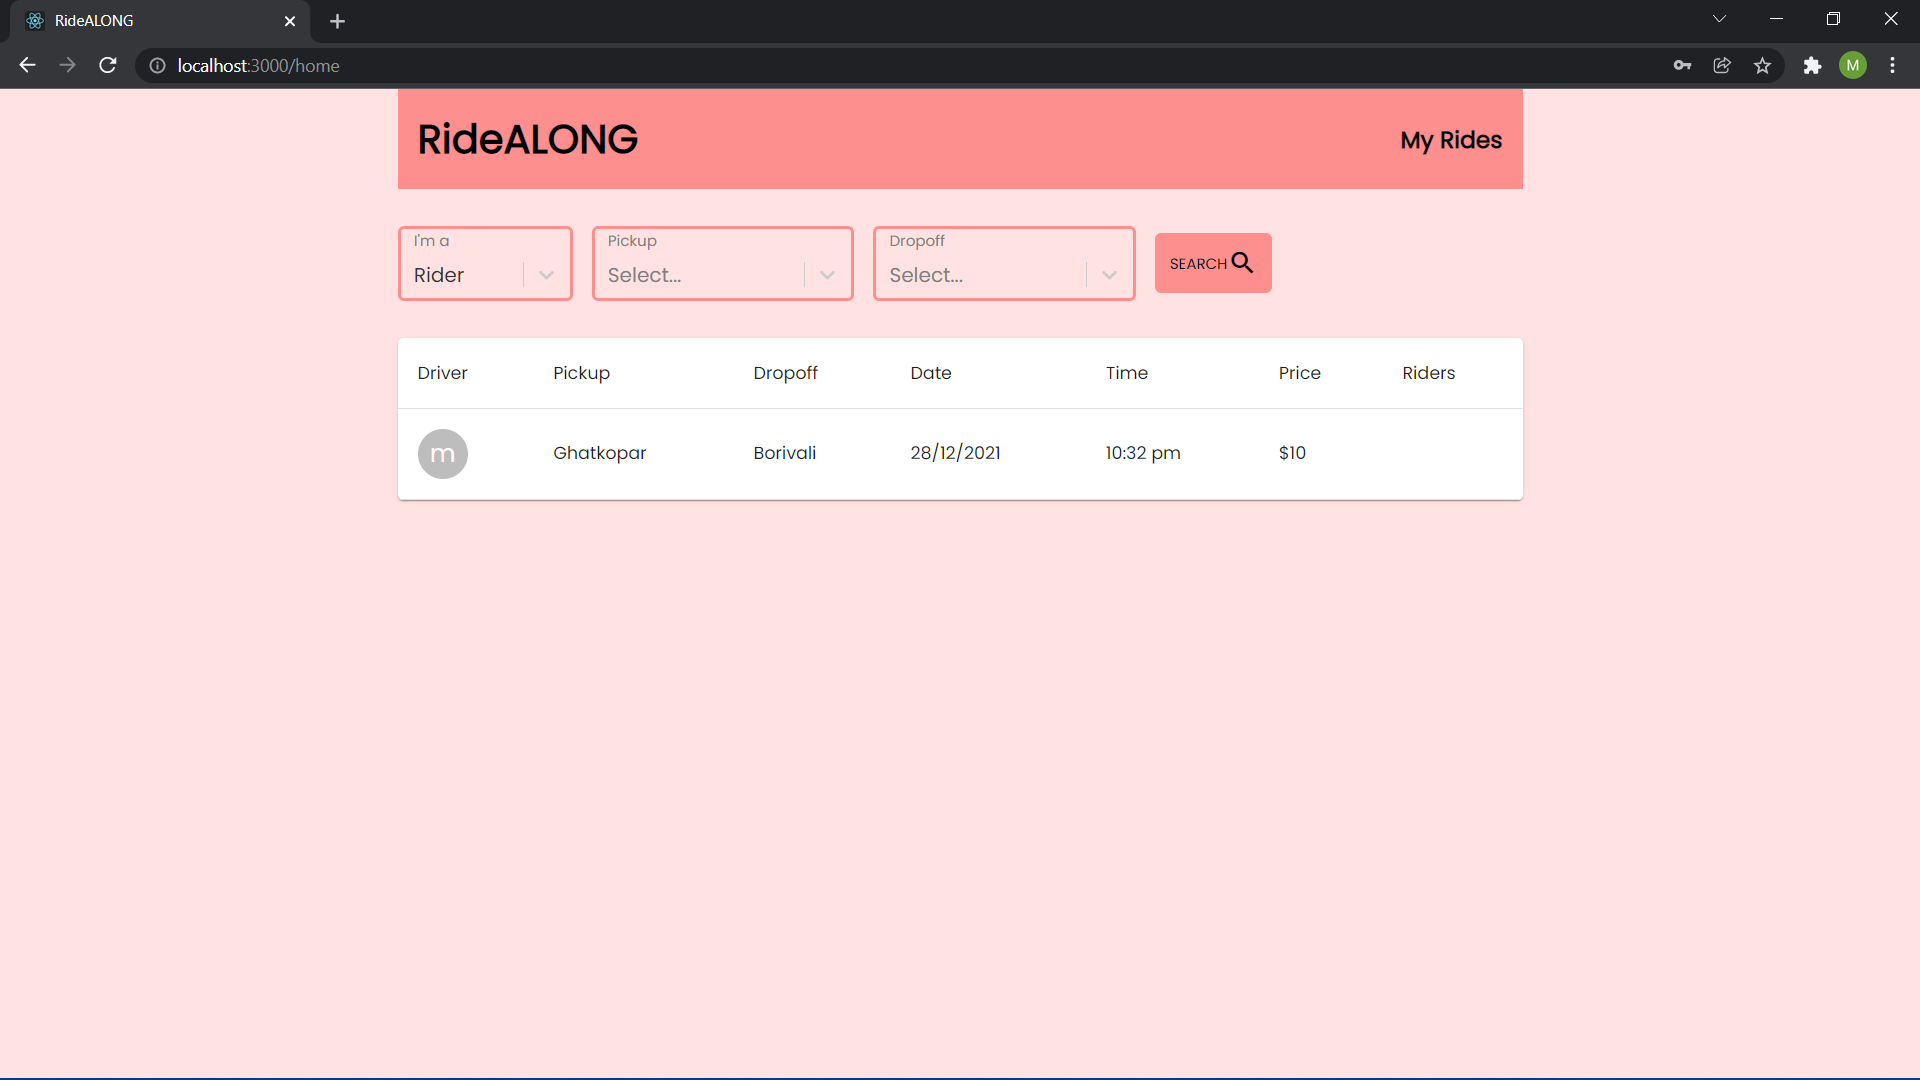 RideALONG
localhost:3000/home
M
RideALONG My Rides
I'm a Pickup Dropoff
Rider Select... Select... SEARCH
Driver Pickup Dropoff Date Time Price Riders
m Ghatkopar Borivali 28/12/2021 10:32 pm $10